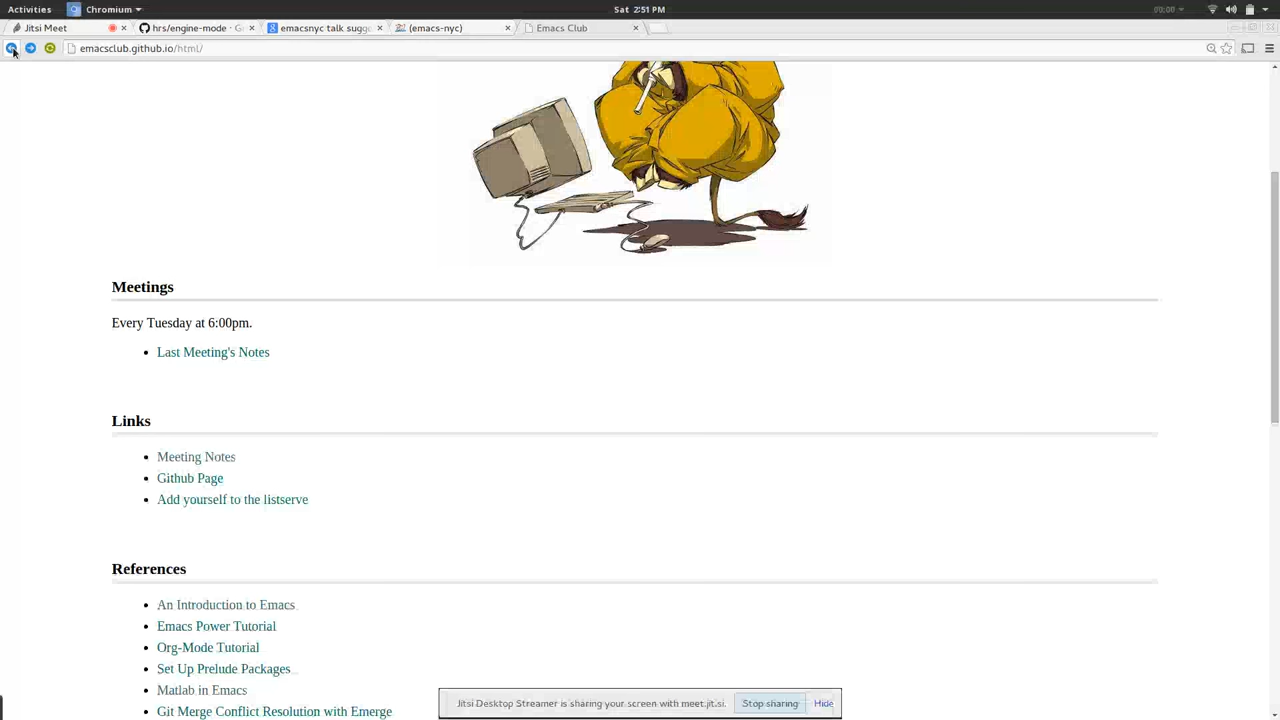 Activities Chromium Sat 2:51 PM 00:00
Jitsi Meet hrs/engine-mode · G emacsnyc talk sugg (emacs-nyc) Emacs Club
emacsclub.github.io/html/
Meetings
Every Tuesday at 6:00pm.
Last Meeting's Notes
Links
Meeting Notes
Github Page
Add yourself to the listserve
References
An Introduction to Emacs
Emacs Power Tutorial
Org-Mode Tutorial
Set Up Prelude Packages
Matlab in Emacs
Git Merge Conflict Resolution with Emerge
Jitsi Desktop Streamer is sharing your screen with meet.jit.si. Stop sharing Hide